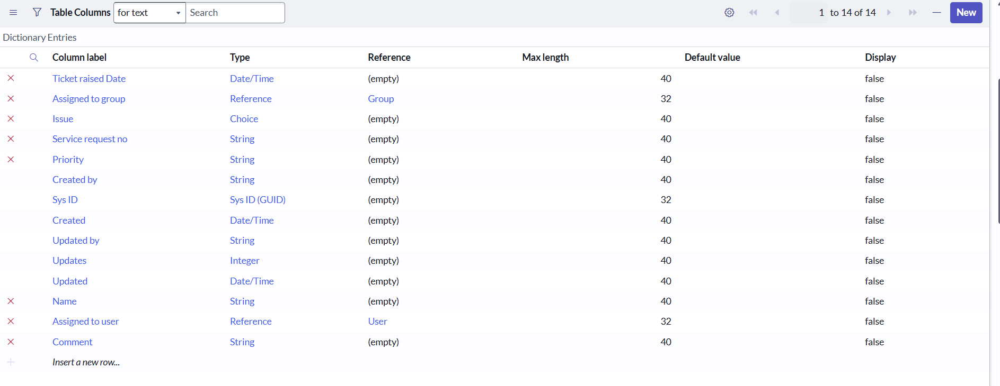 Table Columns for text Search 1 to 14 of 14 New
Dictionary Entries
Column label Type Reference Max length Default value Display
Ticket raised Date Date/Time (empty) 40 false
Assigned to group Reference Group 32 false
Issue Choice (empty) 40 false
Service request no String (empty) 40 false
Priority String (empty) 40 false
Created by String (empty) 40 false
Sys ID Sys ID (GUID) (empty) 32 false
Created Date/Time (empty) 40 false
Updated by String (empty) 40 false
Updates Integer (empty) 40 false
Updated Date/Time (empty) 40 false
Name String (empty) 40 false
Assigned to user Reference User 32 false
Comment String (empty) 40 false
Insert a new row...